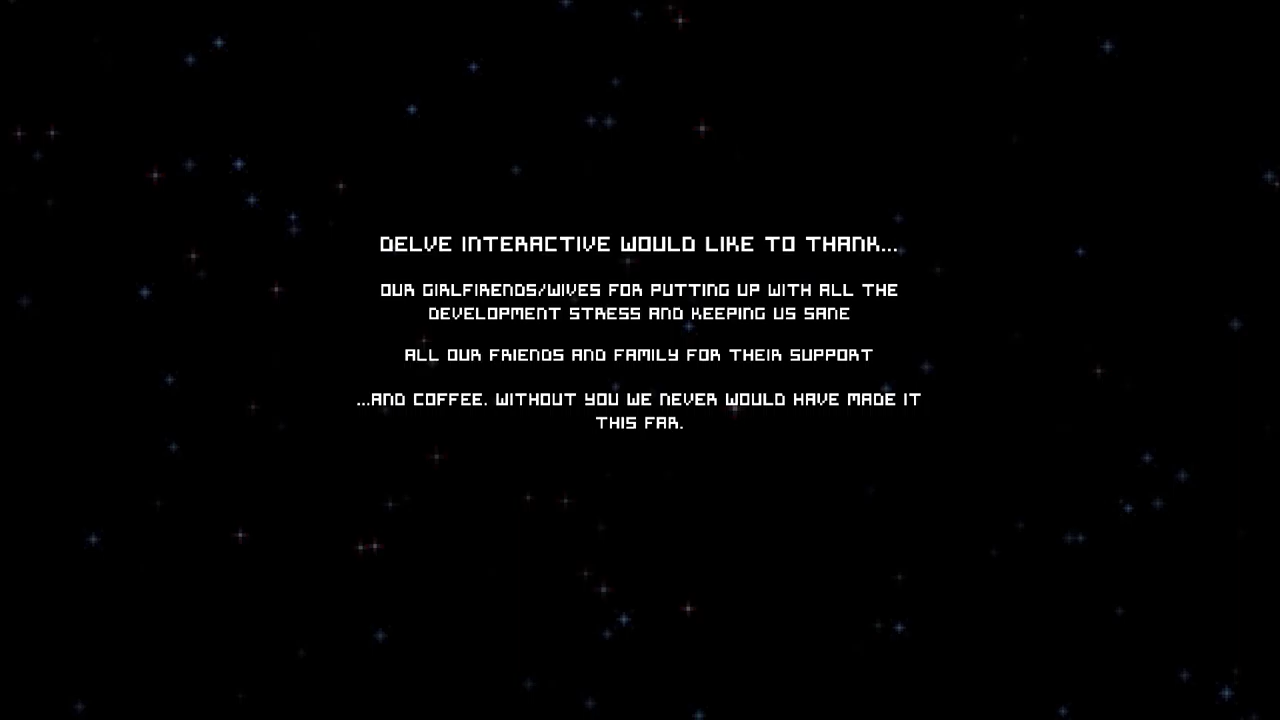 DELVE INTERACTIVE WOULD LIKE TO THANK...
OUR GIRLFIRENDS/WIVES FOR PUTTING UP WITH ALL THE
DEVELOPMENT STRESS AND KEEPING US SANE
ALL OUR FRIENDS AND FAMILY FOR THEIR SUPPORT
...AND COFFEE. WITHOUT YOU WE NEVER WOULD HAVE MADE IT
THIS FAR.